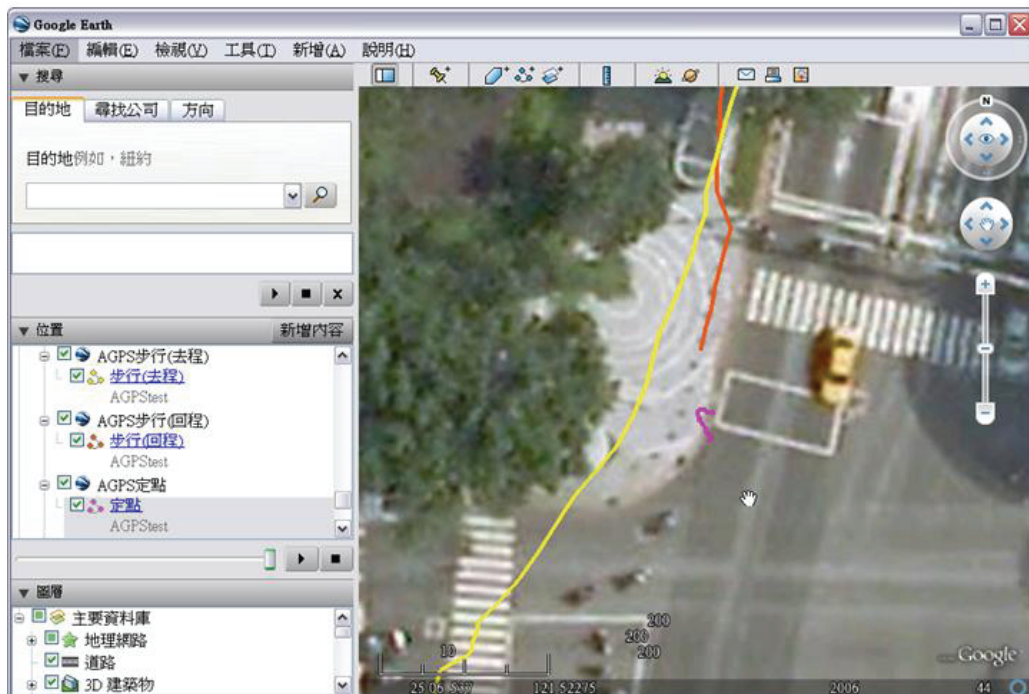 Google Earth
檔案(F) 編輯(E) 檢視(V) 工具(T) 新增(A) 說明(H)
搜尋
目的地 尋找公司 方向
目的地例如，紐約
位置 新增內容
AGPS步行(去程)
步行(去程)
AGPStest
AGPS步行(回程)
步行(回程)
AGPStest
AGPS定點
定點
AGPStest
圖層
主要資料庫
地理網路
道路
3D 建築物
N
200
200
200
10
Google
121.52275
2006
44